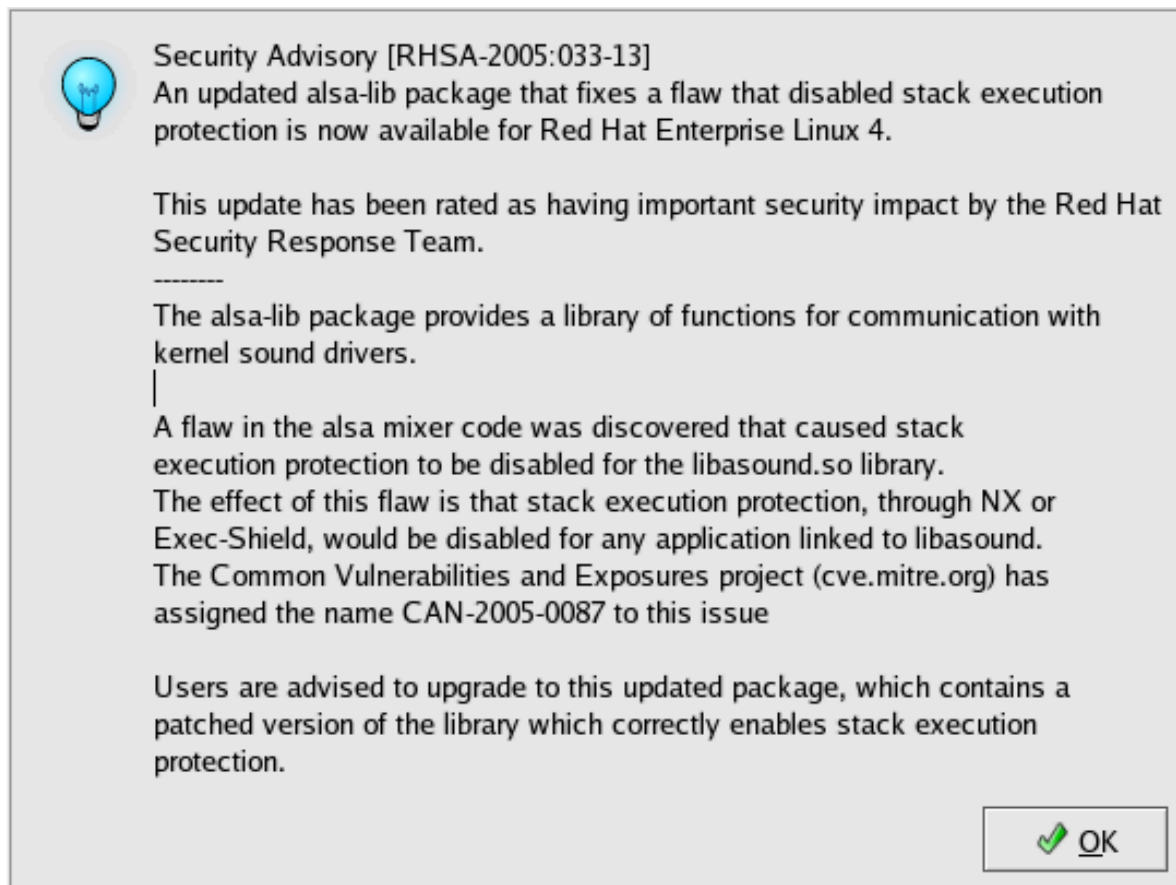 Security Advisory [RHSA-2005:033-13]
An updated alsa-lib package that fixes a flaw that disabled stack execution
protection is now available for Red Hat Enterprise Linux 4.
This update has been rated as having important security impact by the Red Hat
Security Response Team.
--------
The alsa-lib package provides a library of functions for communication with
kernel sound drivers.
A flaw in the alsa mixer code was discovered that caused stack
execution protection to be disabled for the libasound.so library.
The effect of this flaw is that stack execution protection, through NX or
Exec-Shield, would be disabled for any application linked to libasound.
The Common Vulnerabilities and Exposures project (cve.mitre.org) has
assigned the name CAN-2005-0087 to this issue
Users are advised to upgrade to this updated package, which contains a
patched version of the library which correctly enables stack execution
protection.
OK